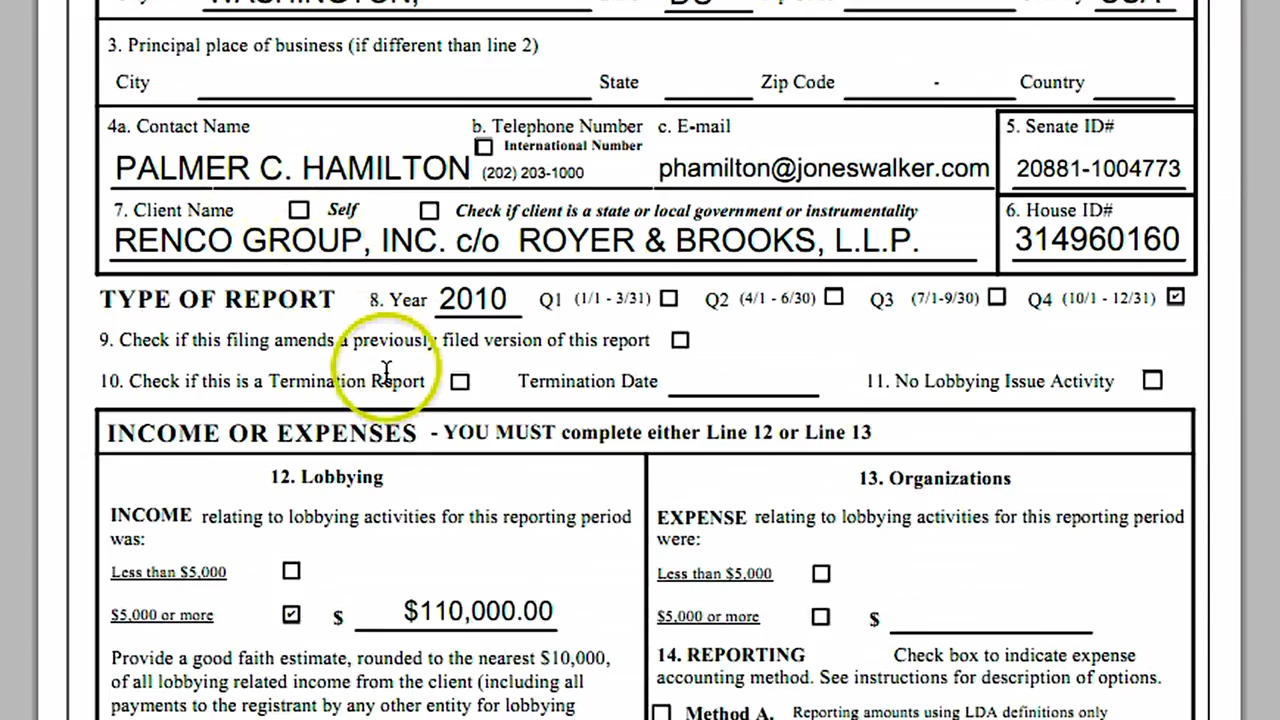 WASHINGTON, DC USA
3. Principal place of business (if different than line 2)
City State Zip Code - Country
4a. Contact Name b. Telephone Number c. E-mail 5. Senate ID#
International Number
PALMER C. HAMILTON (202) 203-1000 phamilton@joneswalker.com 20881-1004773
7. Client Name Self Check if client is a state or local government or instrumentality 6. House ID#
RENCO GROUP, INC. c/o ROYER & BROOKS, L.L.P. 314960160
TYPE OF REPORT 8. Year 2010 Q1 (1/1 - 3/31) Q2 (4/1 - 6/30) Q3 (7/1-9/30) Q4 (10/1 - 12/31)
9. Check if this filing amends a previously filed version of this report
10. Check if this is a Termination Report Termination Date 11. No Lobbying Issue Activity
INCOME OR EXPENSES - YOU MUST complete either Line 12 or Line 13
12. Lobbying
INCOME relating to lobbying activities for this reporting period
was:
Less than $5,000
$5,000 or more $ $110,000.00
Provide a good faith estimate, rounded to the nearest $10,000,
of all lobbying related income from the client (including all
payments to the registrant by any other entity for lobbying
13. Organizations
EXPENSE relating to lobbying activities for this reporting period
were:
Less than $5,000
$5,000 or more $
14. REPORTING Check box to indicate expense
accounting method. See instructions for description of options.
Method A. Reporting amounts using LDA definitions only